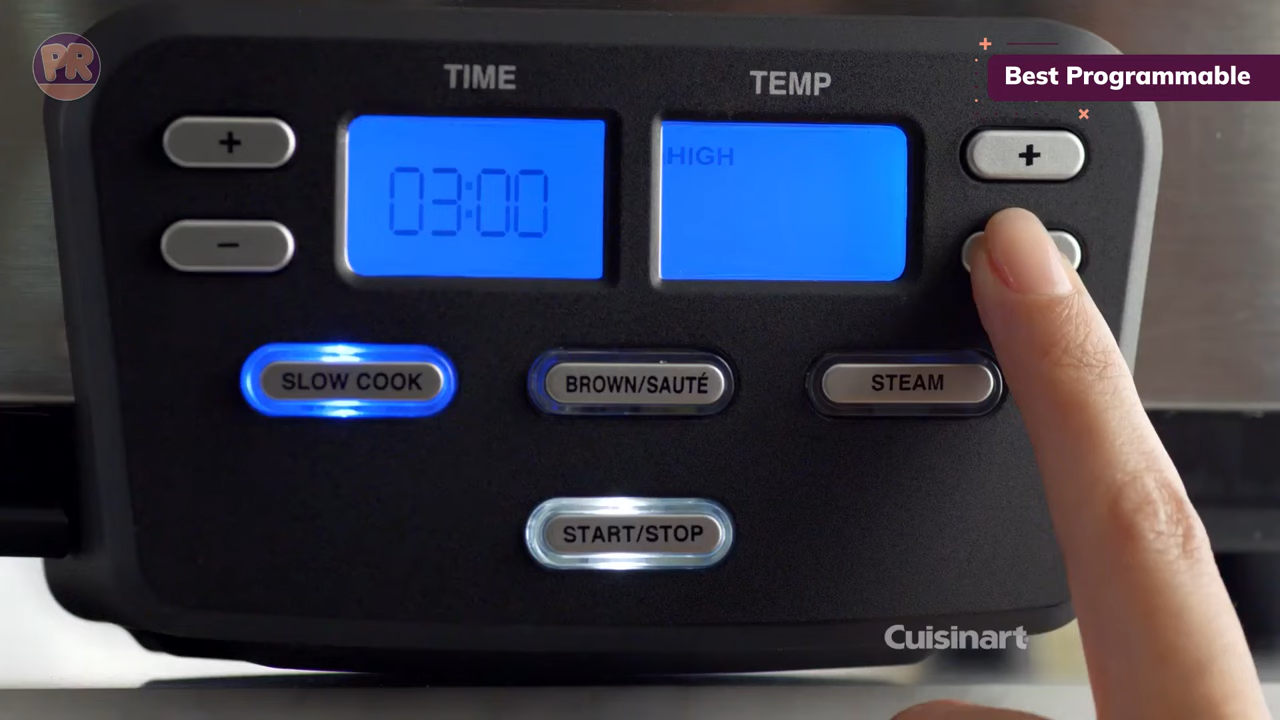 PR
Best Programmable
TIME
TEMP
+
+
03:00
HIGH
−
SLOW COOK
BROWN/SAUTÉ
STEAM
START/STOP
Cuisinart